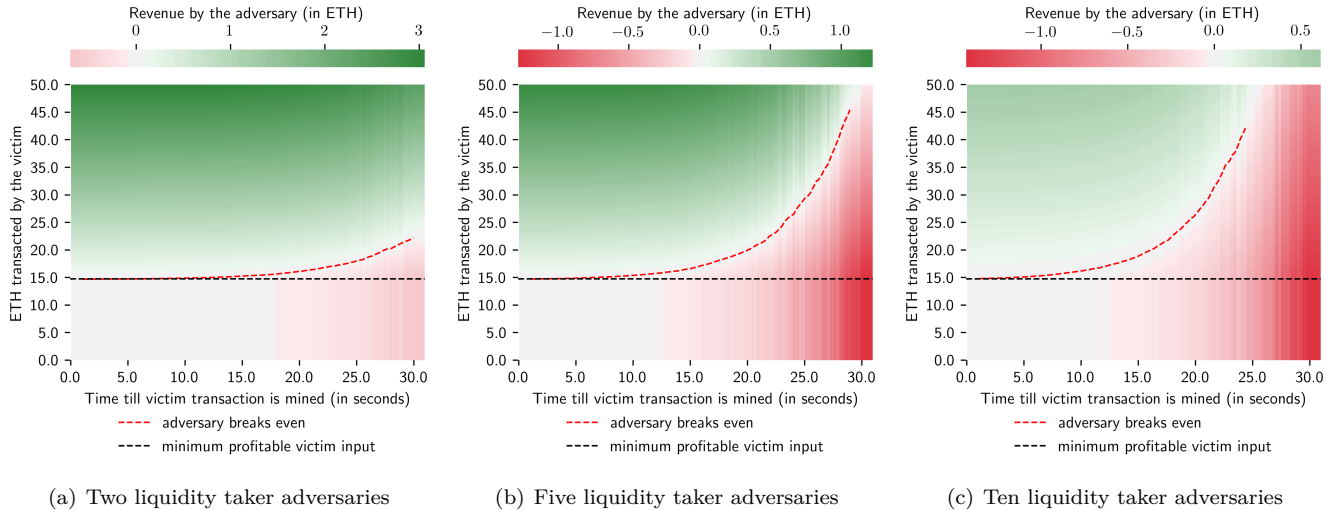 Revenue by the adversary (in ETH)
0 1 2 3
50.0
45.0
40.0
35.0
30.0
25.0
20.0
15.0
10.0
5.0
0.0
ETH transacted by the victim
0.0 5.0 10.0 15.0 20.0 25.0 30.0
Time till victim transaction is mined (in seconds)
adversary breaks even
minimum profitable victim input
(a) Two liquidity taker adversaries
Revenue by the adversary (in ETH)
−1.0 −0.5 0.0 0.5 1.0
50.0
45.0
40.0
35.0
30.0
25.0
20.0
15.0
10.0
5.0
0.0
ETH transacted by the victim
0.0 5.0 10.0 15.0 20.0 25.0 30.0
Time till victim transaction is mined (in seconds)
adversary breaks even
minimum profitable victim input
(b) Five liquidity taker adversaries
Revenue by the adversary (in ETH)
−1.0 −0.5 0.0 0.5
50.0
45.0
40.0
35.0
30.0
25.0
20.0
15.0
10.0
5.0
0.0
ETH transacted by the victim
0.0 5.0 10.0 15.0 20.0 25.0 30.0
Time till victim transaction is mined (in seconds)
adversary breaks even
minimum profitable victim input
(c) Ten liquidity taker adversaries